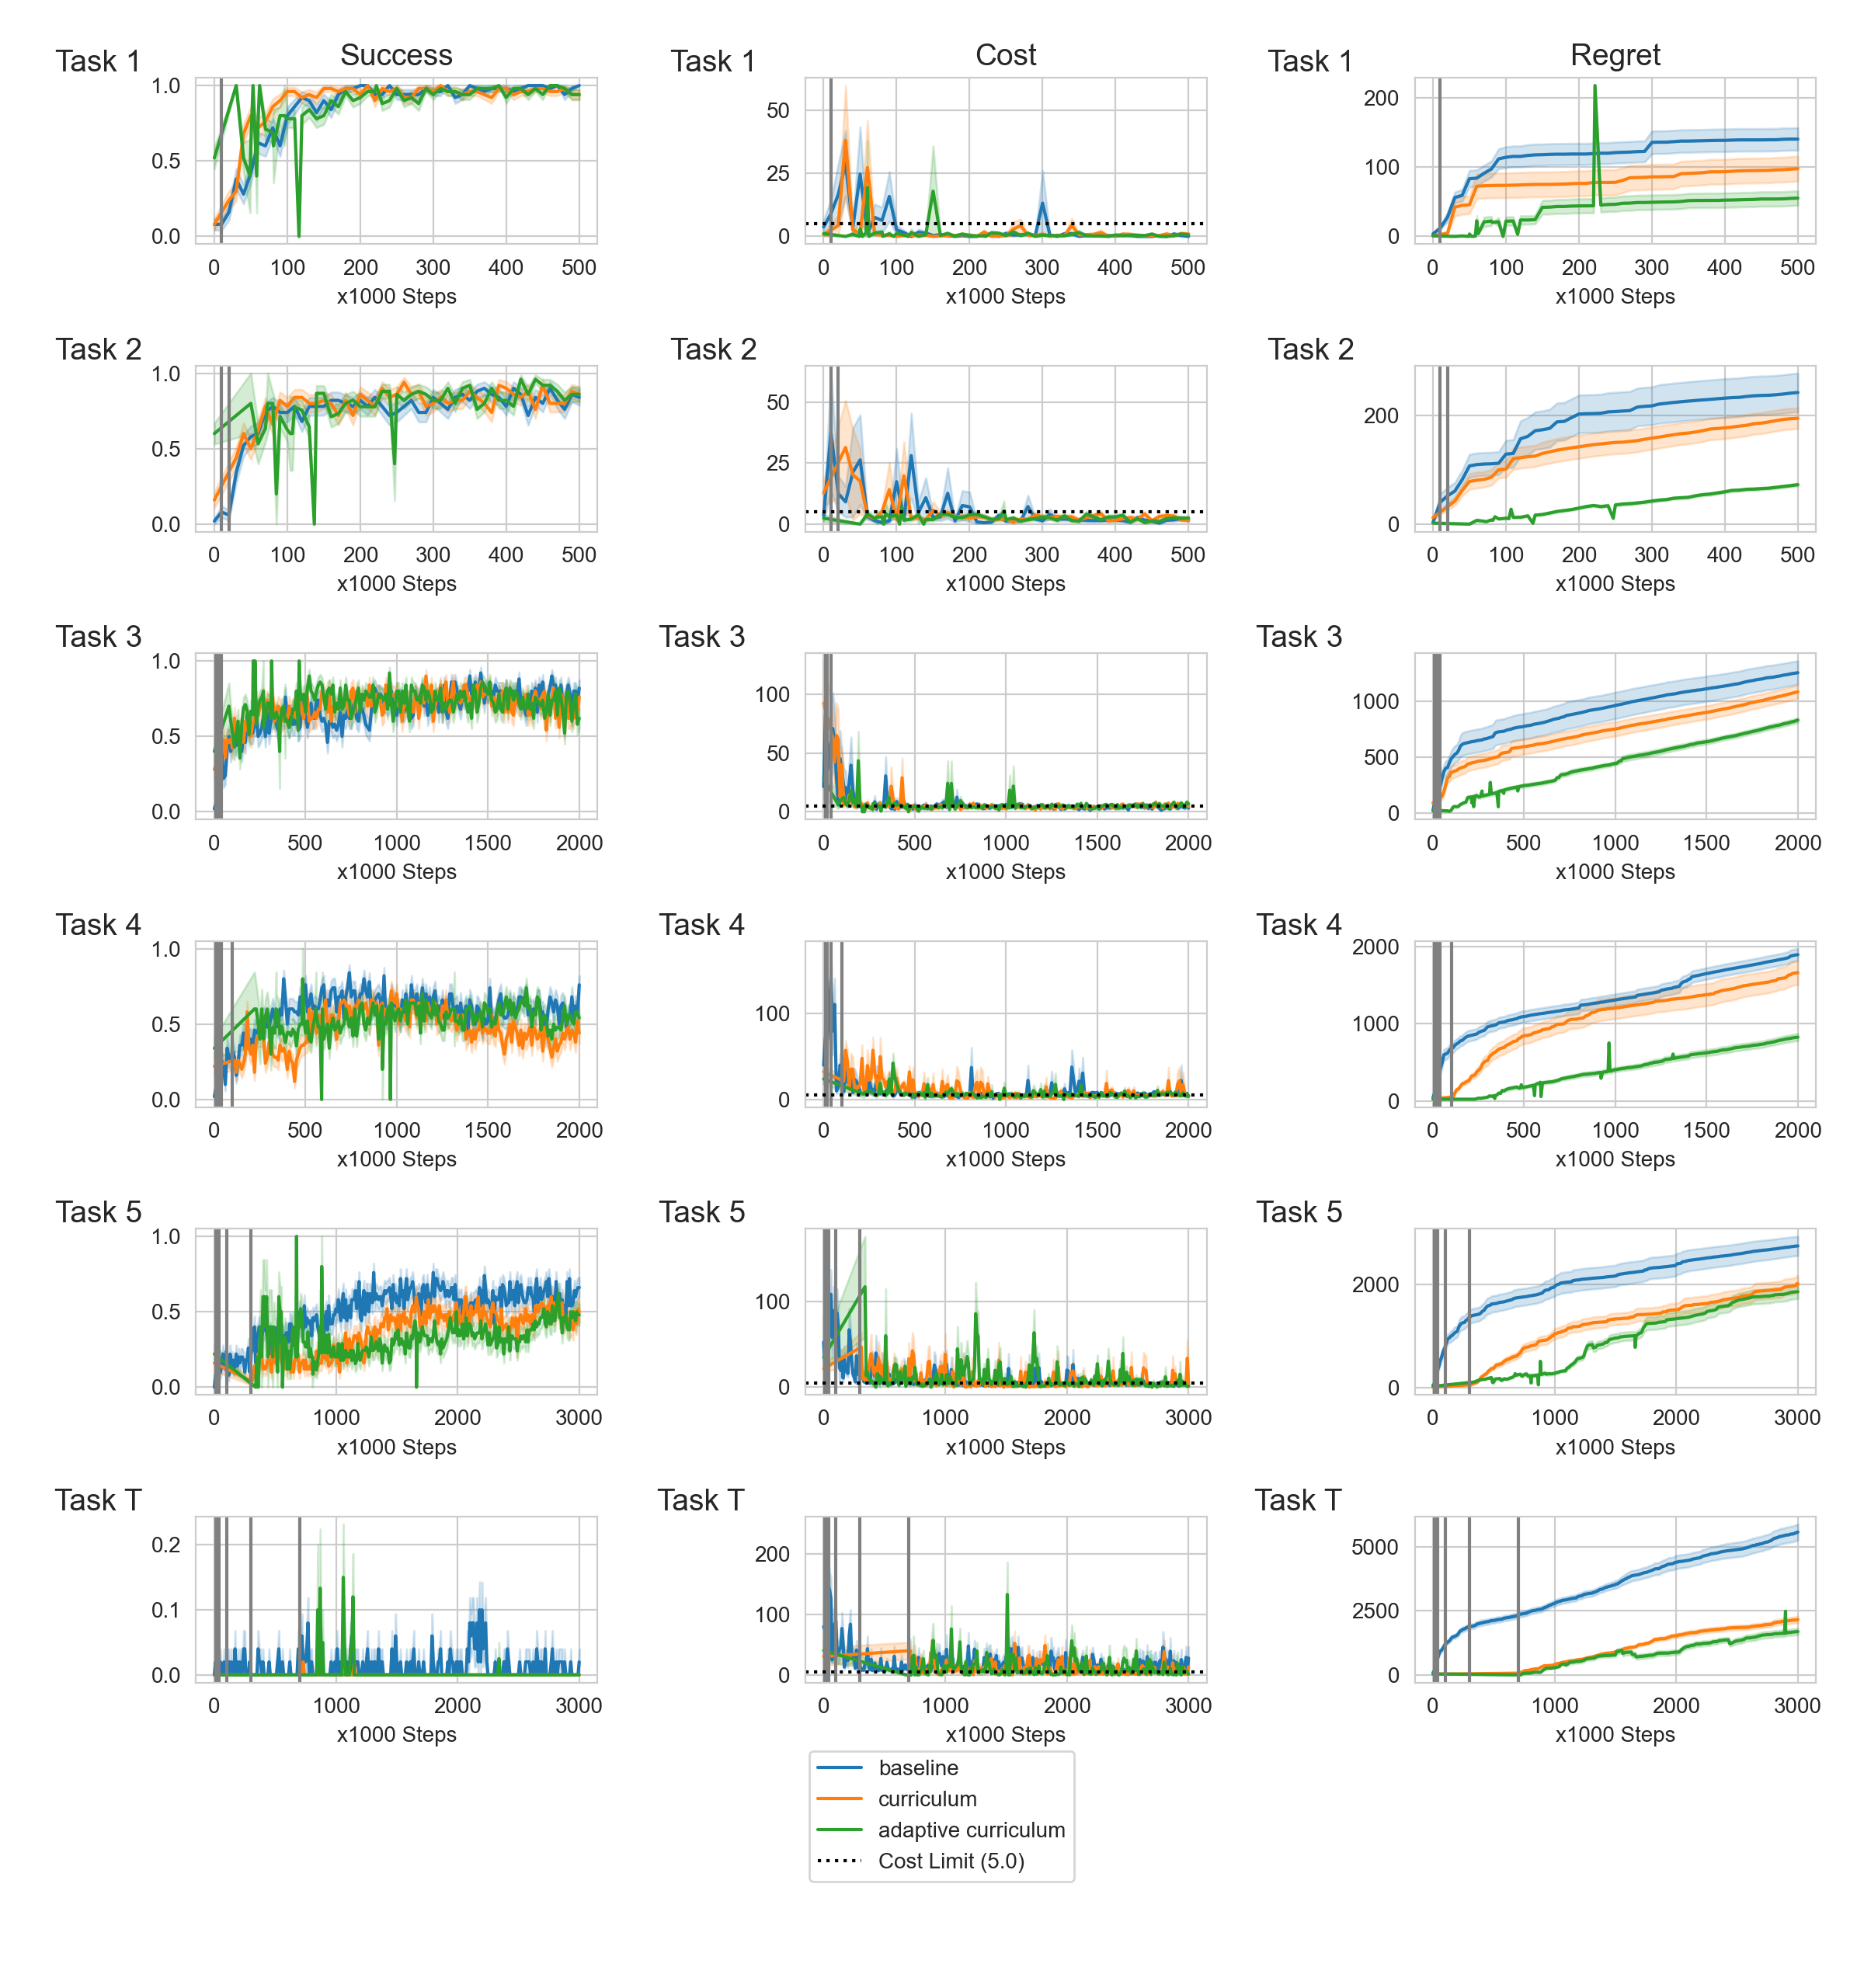 Task 1
Success
Task 1
Cost
Task 1
Regret
1.0
0.5
0.0
0 100 200 300 400 500
x1000 Steps
50
25
0
0 100 200 300 400 500
x1000 Steps
200
100
0
0 100 200 300 400 500
x1000 Steps
Task 2
1.0
0.5
0.0
0 100 200 300 400 500
x1000 Steps
Task 2
50
25
0
0 100 200 300 400 500
x1000 Steps
Task 2
200
0
0 100 200 300 400 500
x1000 Steps
Task 3
1.0
0.5
0.0
0 500 1000 1500 2000
x1000 Steps
Task 3
100
50
0
0 500 1000 1500 2000
x1000 Steps
Task 3
1000
500
0
0 500 1000 1500 2000
x1000 Steps
Task 4
1.0
0.5
0.0
0 500 1000 1500 2000
x1000 Steps
Task 4
100
0
0 500 1000 1500 2000
x1000 Steps
Task 4
2000
1000
0
0 500 1000 1500 2000
x1000 Steps
Task 5
1.0
0.5
0.0
0 1000 2000 3000
x1000 Steps
Task 5
100
0
0 1000 2000 3000
x1000 Steps
Task 5
2000
0
0 1000 2000 3000
x1000 Steps
Task T
0.2
0.1
0.0
0 1000 2000 3000
x1000 Steps
Task T
200
100
0
0 1000 2000 3000
x1000 Steps
Task T
5000
2500
0
0 1000 2000 3000
x1000 Steps
baseline
curriculum
adaptive curriculum
Cost Limit (5.0)